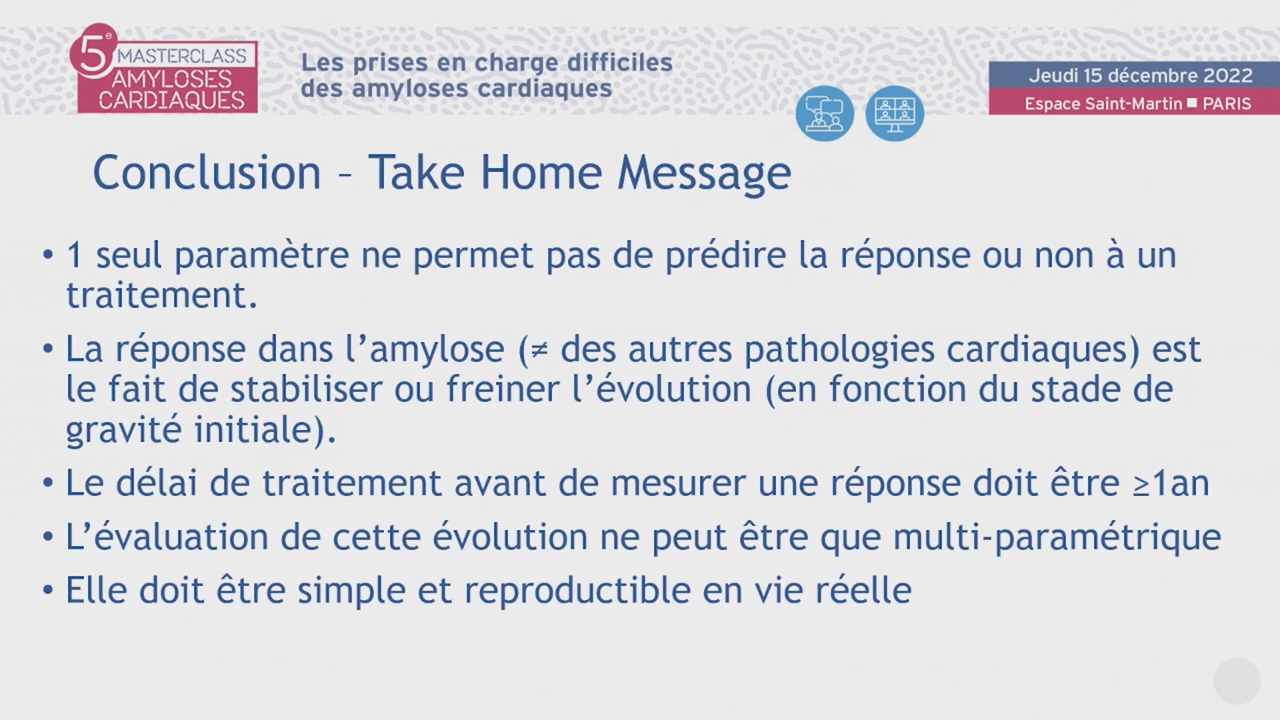 5e
MASTERCLASS
AMYLOSES
CARDIAQUES
Les prises en charge difficiles
des amyloses cardiaques
Jeudi 15 décembre 2022
Espace Saint-Martin ■ PARIS
Conclusion – Take Home Message
• 1 seul paramètre ne permet pas de prédire la réponse ou non à un
traitement.
• La réponse dans l’amylose (≠ des autres pathologies cardiaques) est
le fait de stabiliser ou freiner l’évolution (en fonction du stade de
gravité initiale).
• Le délai de traitement avant de mesurer une réponse doit être ≥1an
• L’évaluation de cette évolution ne peut être que multi-paramétrique
• Elle doit être simple et reproductible en vie réelle